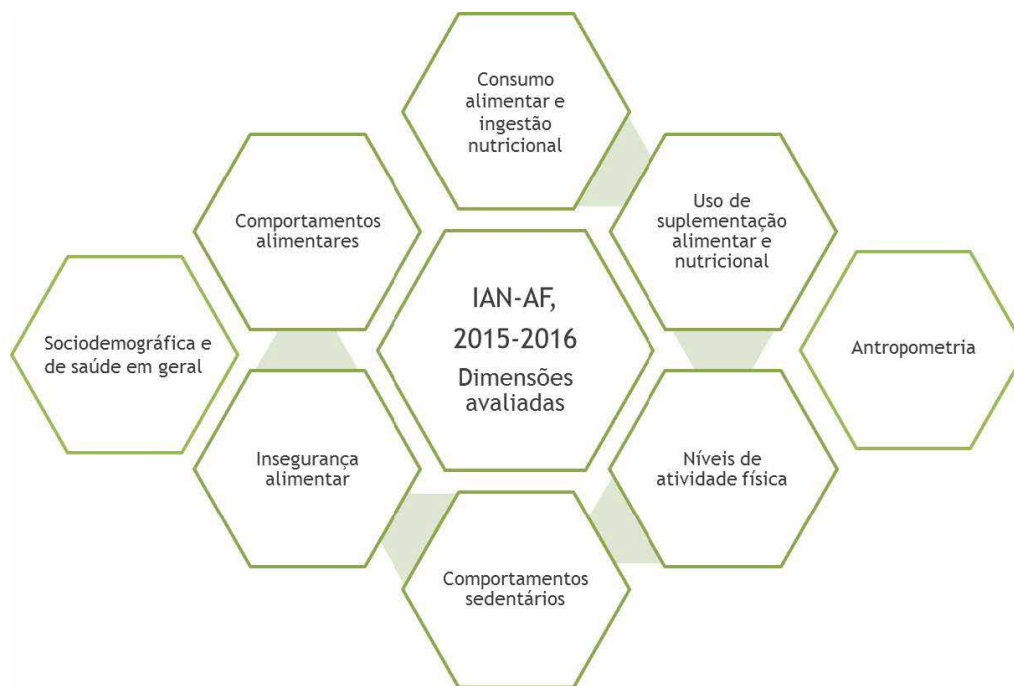 Consumo
alimentar e
ingestão
nutricional
Comportamentos
alimentares
Uso de
suplementação
alimentar e
nutricional
IAN-AF,
2015-2016
Dimensões
avaliadas
Sociodemográfica e
de saúde em geral
Antropometria
Insegurança
alimentar
Níveis de
atividade física
Comportamentos
sedentários